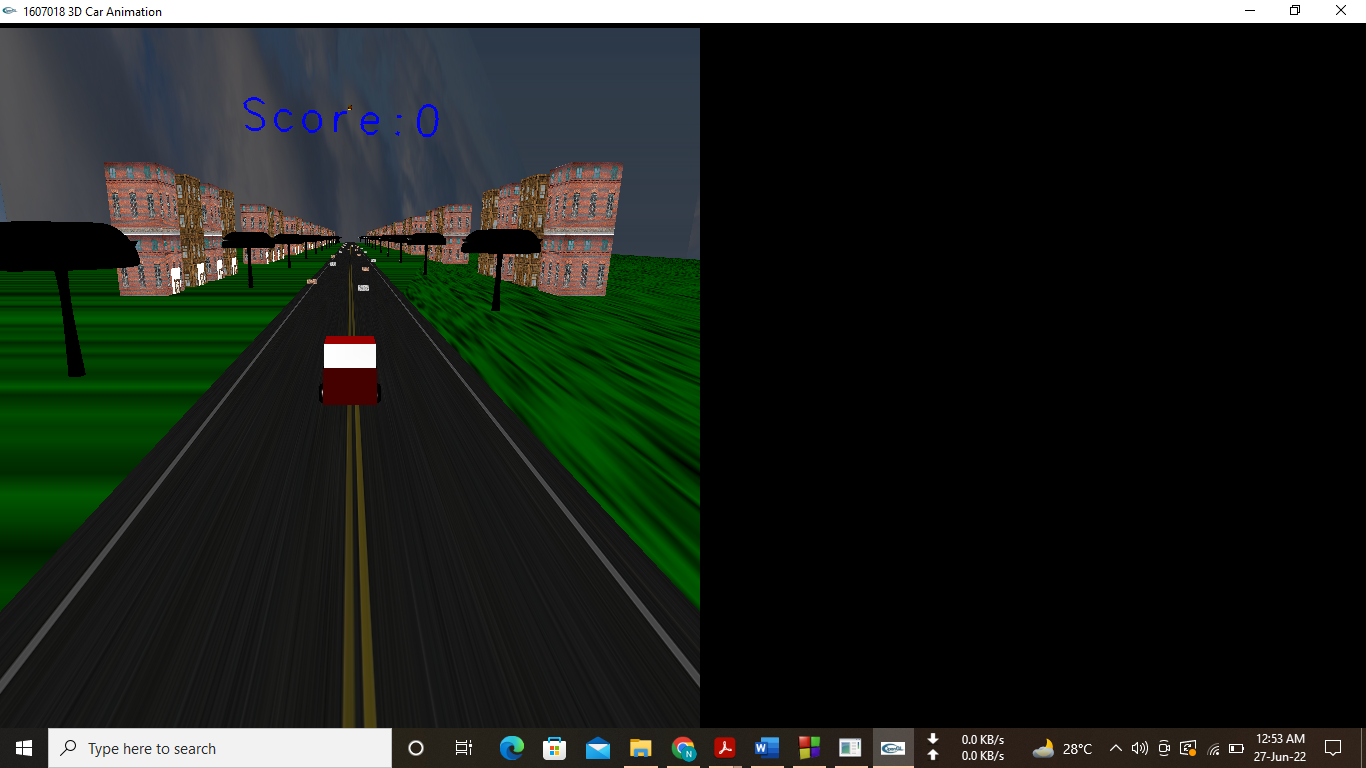 1607018 3D Car Animation
Score:0
Type here to search
0.0 KB/s
0.0 KB/s
28°C
12:53 AM
27-Jun-22